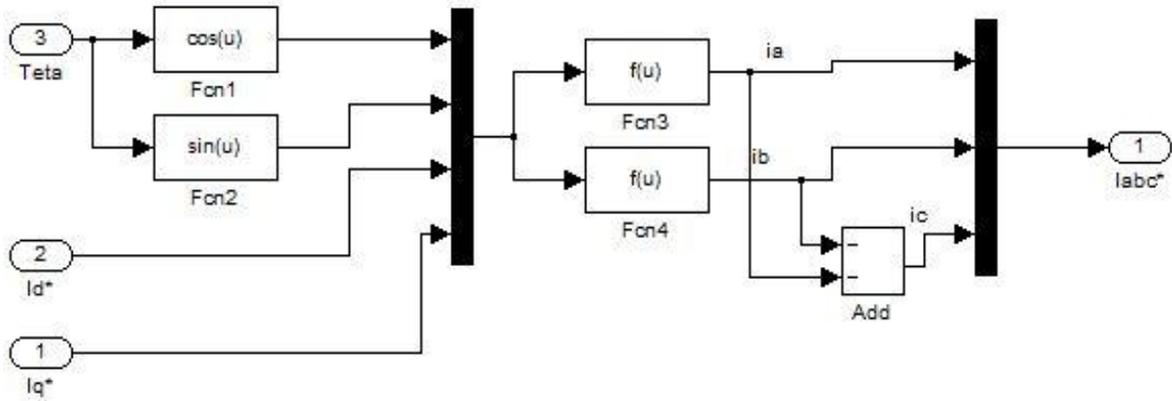 3
Teta
cos(u)
Fcn1
sin(u)
Fcn2
2
Id*
1
Iq*
f(u)
Fcn3
f(u)
Fcn4
ia
ib
ic
−
−
Add
1
Iabc*